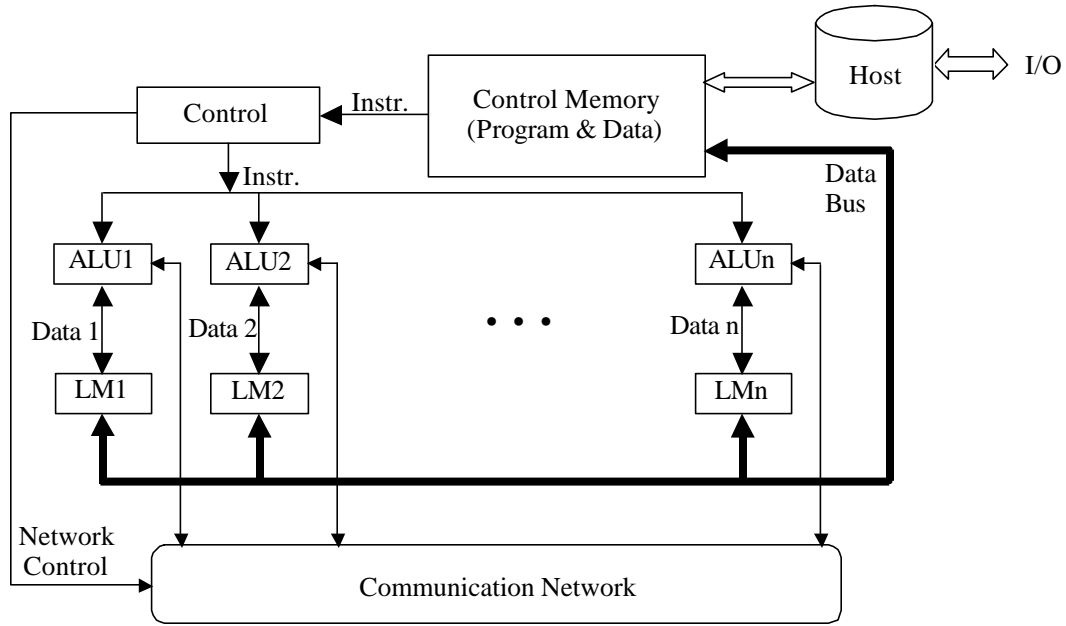 Host
I/O
Control Memory
(Program & Data)
Instr.
Control
Data
Bus
Instr.
ALU1
ALU2
ALUn
Data 1
Data 2
• • •
Data n
LM1
LM2
LMn
Network
Control
Communication Network